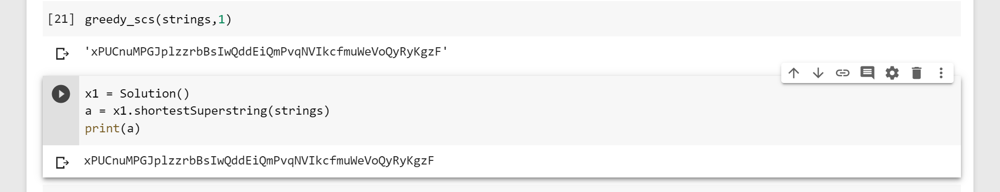 [21] greedy_scs(strings,1)
'xPUCnuMPGJplzzrbBsIwQddEiQmPvqNVIkcfmuWeVoQyRyKgzF'
x1 = Solution()
a = x1.shortestSuperstring(strings)
print(a)
xPUCnuMPGJplzzrbBsIwQddEiQmPvqNVIkcfmuWeVoQyRyKgzF